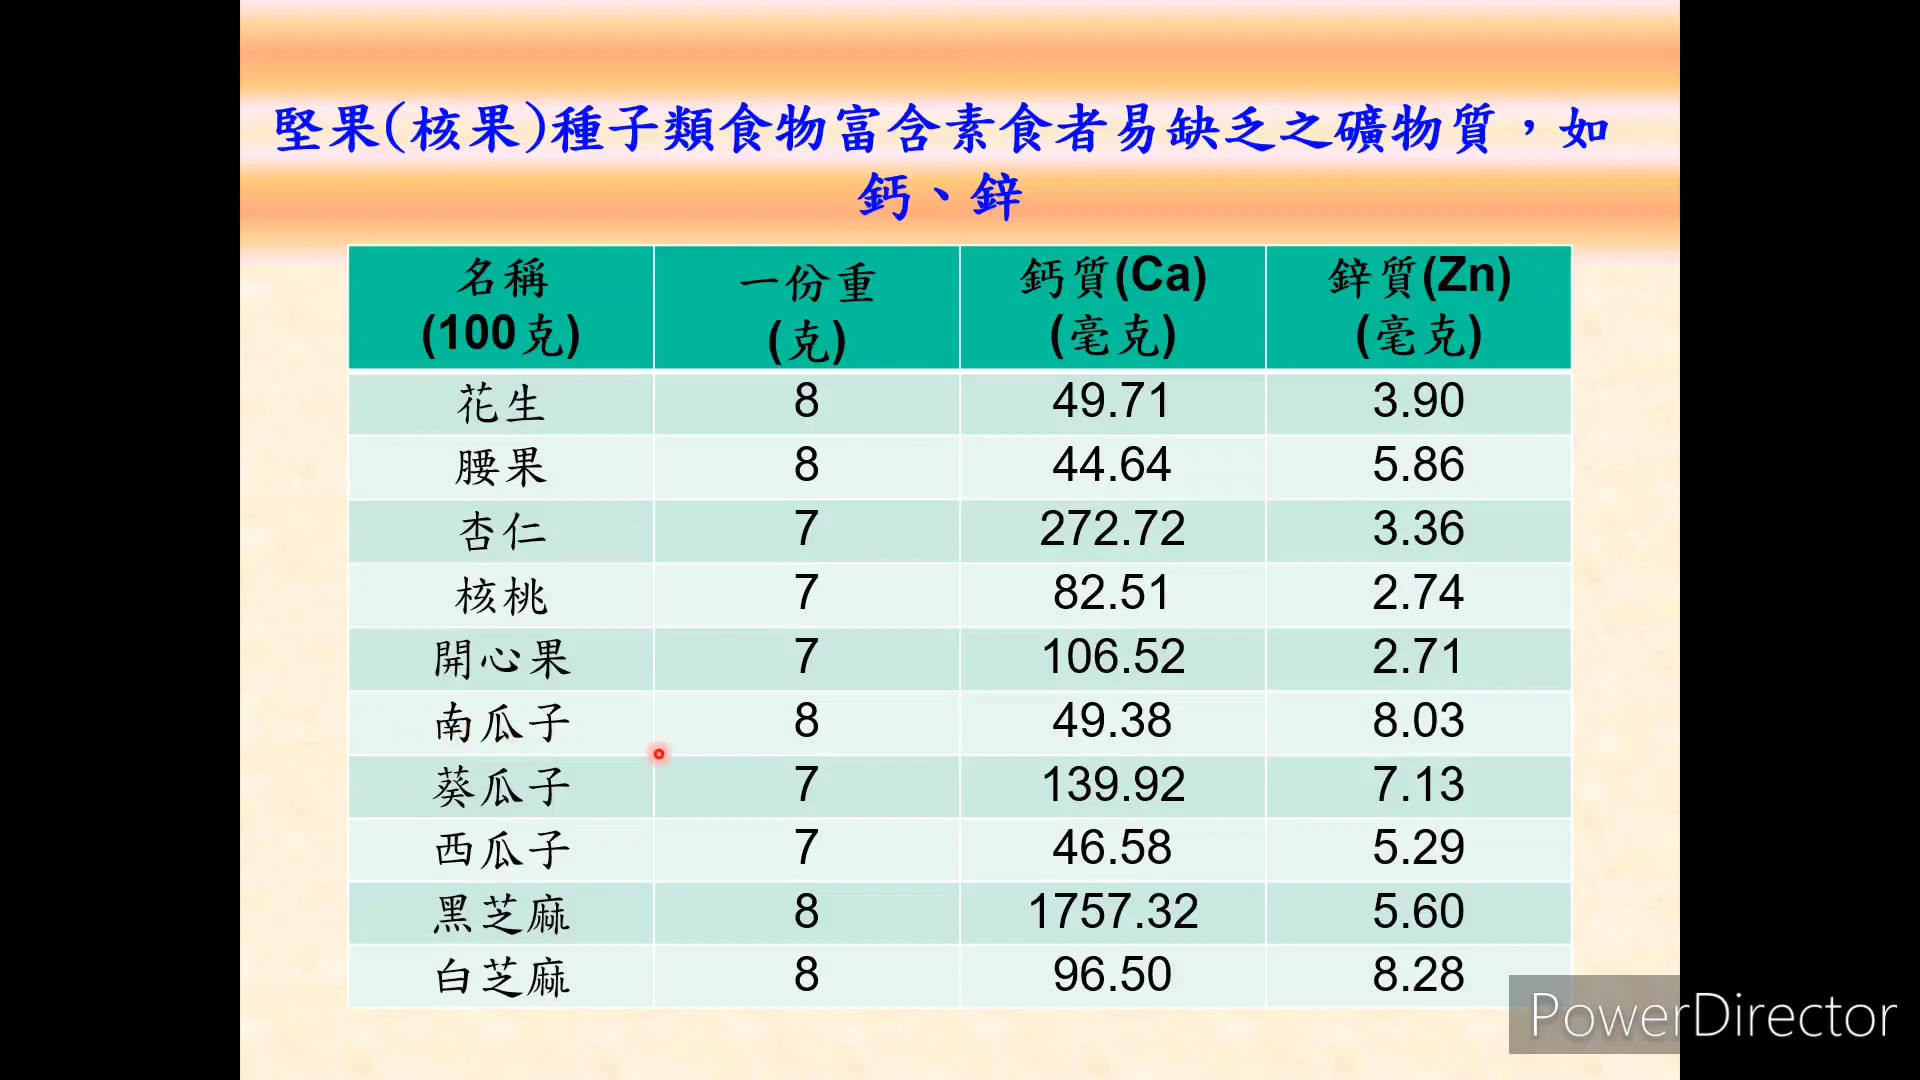 堅果(核果)種子類食物富含素食者易缺乏之礦物質，如
鈣、鋅
名稱 一份重 鈣質(Ca) 鋅質(Zn)
(100克) (克) (毫克) (毫克)
花生 8 49.71 3.90
腰果 8 44.64 5.86
杏仁 7 272.72 3.36
核桃 7 82.51 2.74
開心果 7 106.52 2.71
南瓜子 8 49.38 8.03
葵瓜子 7 139.92 7.13
西瓜子 7 46.58 5.29
黑芝麻 8 1757.32 5.60
白芝麻 8 96.50 8.28
PowerDirector